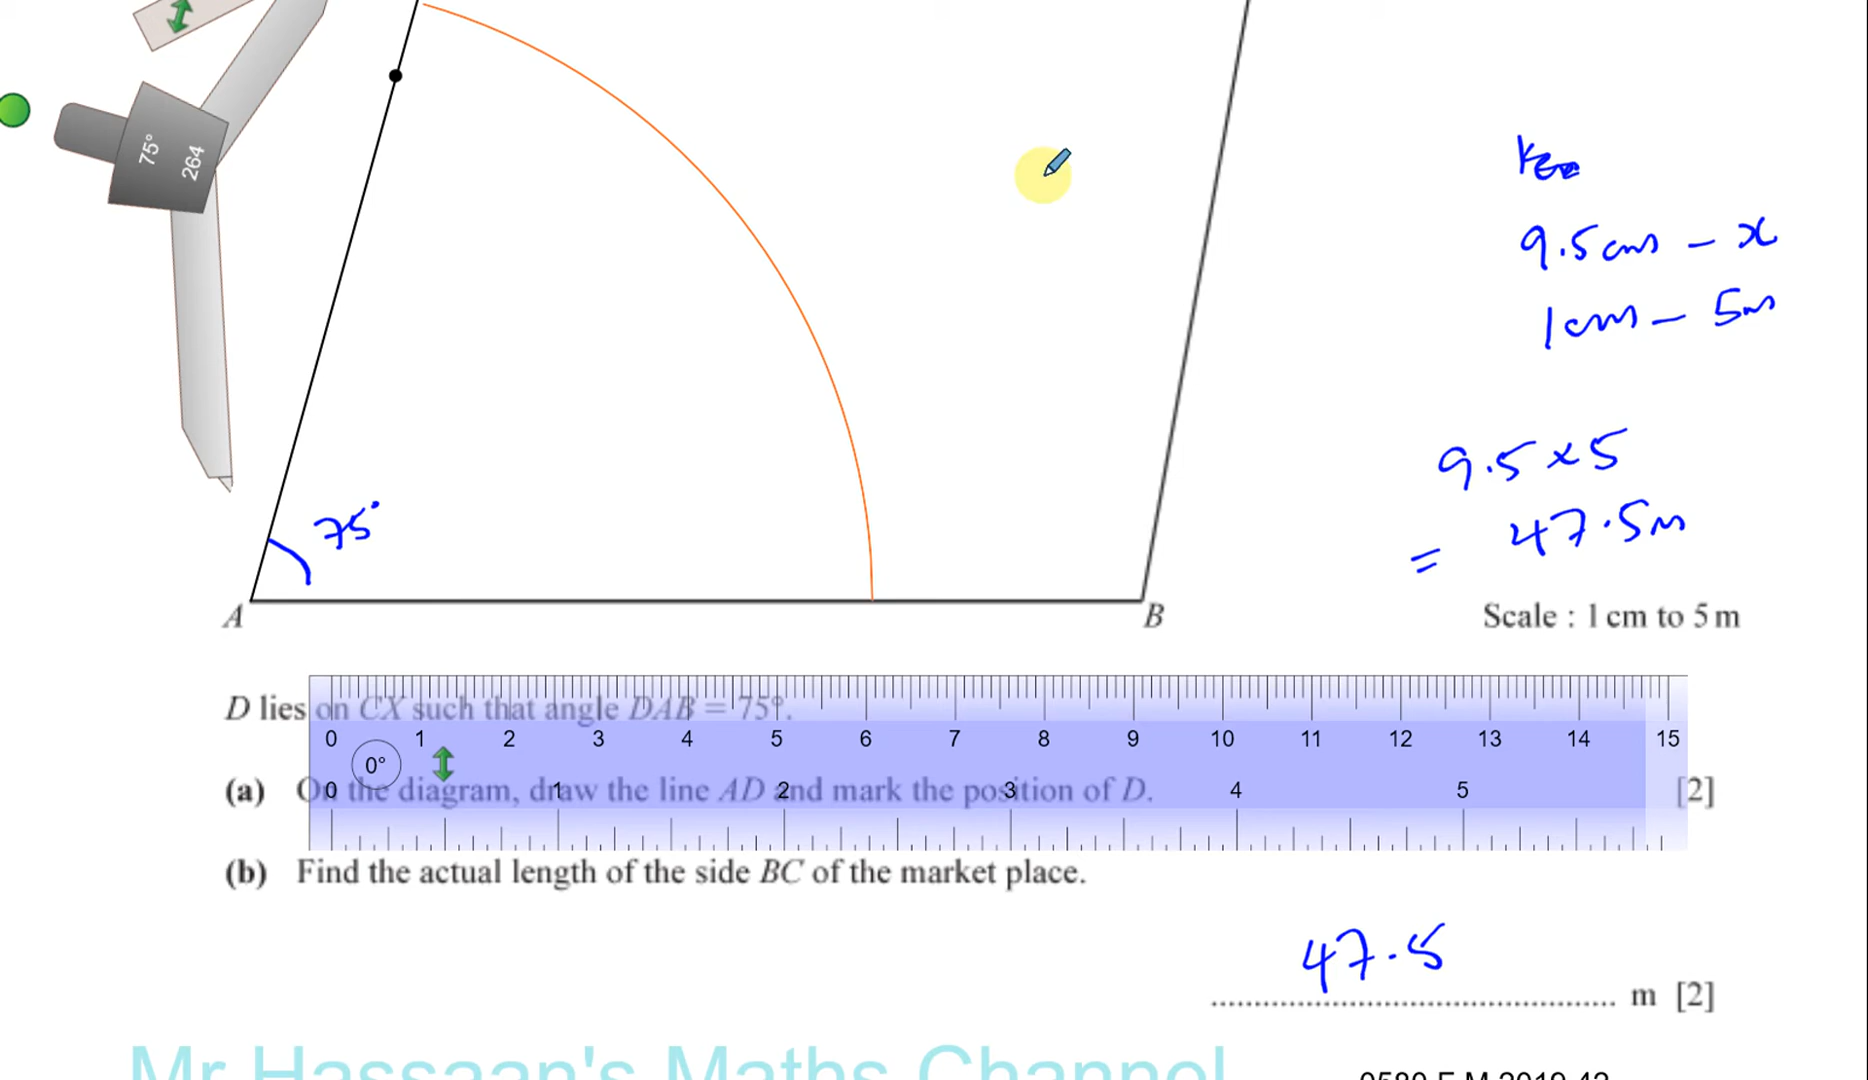 75°
264
9.5cm – x
1cm – 5m
9.5 × 5
= 47.5m
75°
A
B
Scale : 1 cm to 5 m
D lies on CX such that angle DAB = 75°.
0 1 2 3 4 5 6 7 8 9 10 11 12 13 14 15
0°
0 1 2 3 4 5
(a) On the diagram, draw the line AD and mark the position of D. [2]
(b) Find the actual length of the side BC of the market place.
47.5
m [2]
Mr Hassaan's Maths Channel